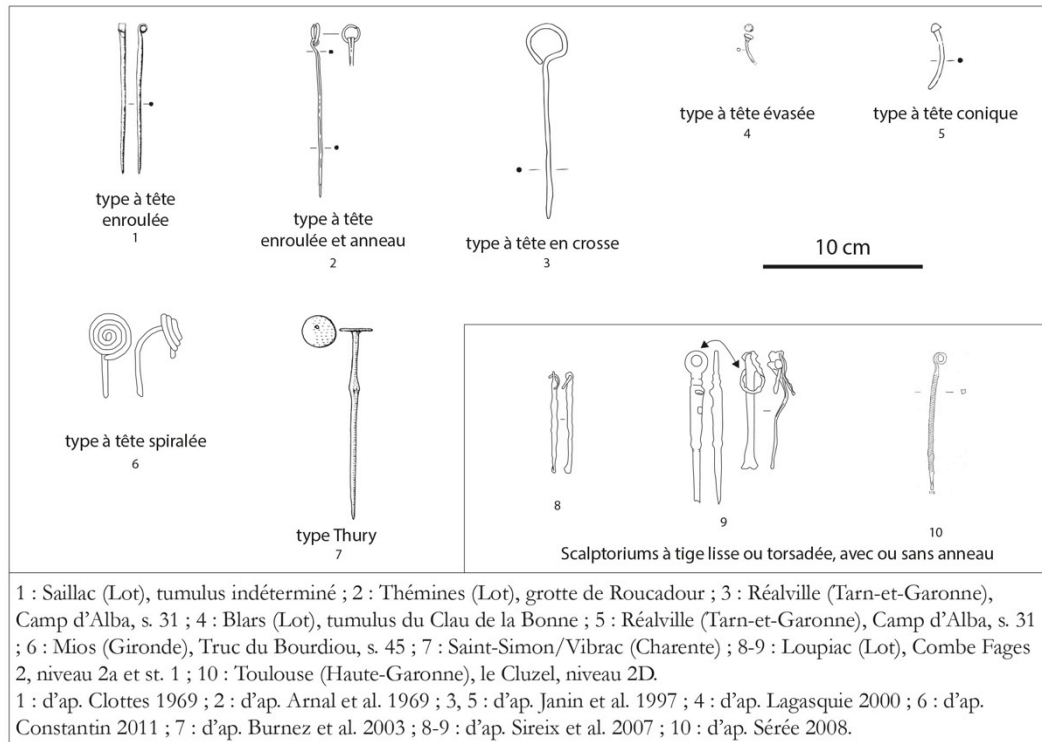 type à tête
enroulée
1
type à tête
enroulée et anneau
2
type à tête en crosse
3
type à tête évasée
4
type à tête conique
5
10 cm
type à tête spiralée
6
type Thury
7
8
9
10
Scalptoriums à tige lisse ou torsadée, avec ou sans anneau
1 : Saillac (Lot), tumulus indéterminé ; 2 : Thémines (Lot), grotte de Roucadour ; 3 : Réalville (Tarn-et-Garonne),
Camp d’Alba, s. 31 ; 4 : Blars (Lot), tumulus du Clau de la Bonne ; 5 : Réalville (Tarn-et-Garonne), Camp d’Alba, s. 31
; 6 : Mios (Gironde), Truc du Bourdiou, s. 45 ; 7 : Saint-Simon/Vibrac (Charente) ; 8-9 : Loupiac (Lot), Combe Fages
2, niveau 2a et st. 1 ; 10 : Toulouse (Haute-Garonne), le Cluzel, niveau 2D.
1 : d’ap. Clottes 1969 ; 2 : d’ap. Arnal et al. 1969 ; 3, 5 : d’ap. Janin et al. 1997 ; 4 : d’ap. Lagasquie 2000 ; 6 : d’ap.
Constantin 2011 ; 7 : d’ap. Burnez et al. 2003 ; 8-9 : d’ap. Sireix et al. 2007 ; 10 : d’ap. Sérée 2008.